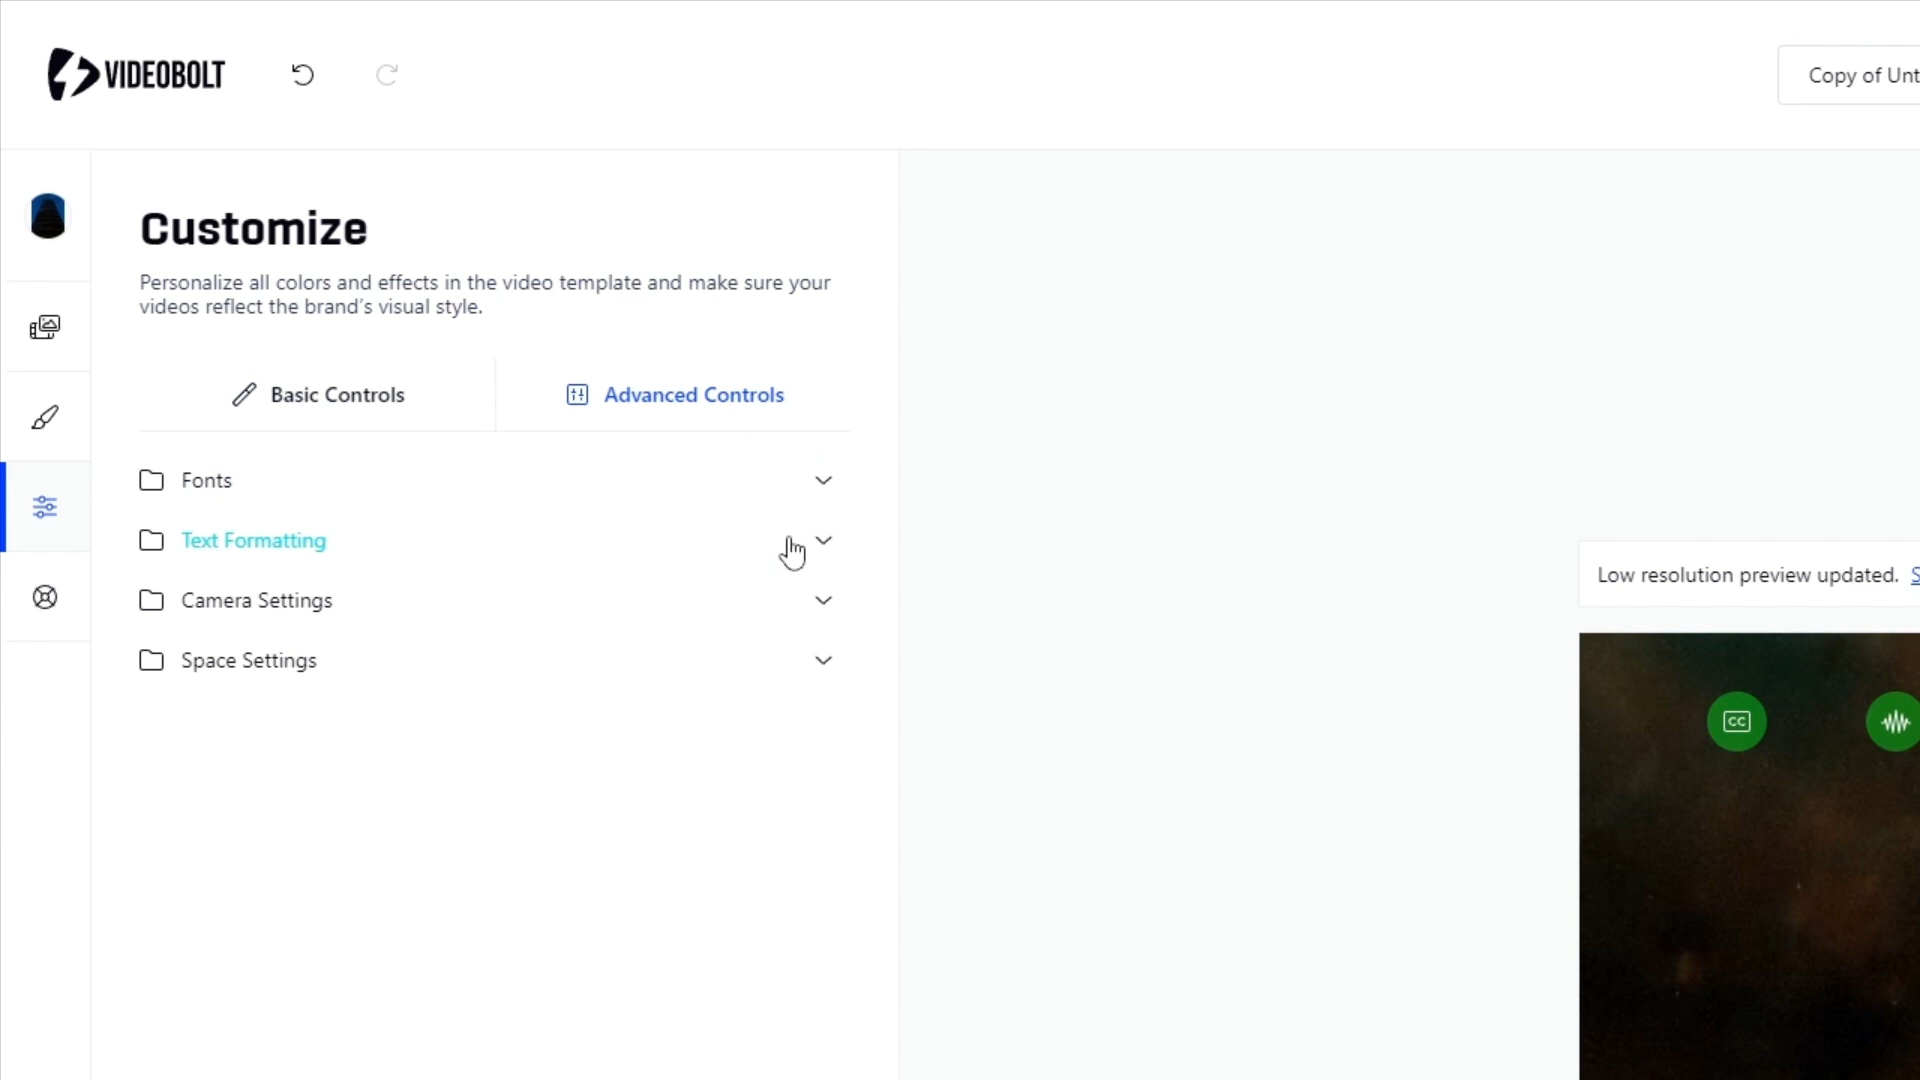 VIDEOBOLT
Copy of Unt
Customize
Personalize all colors and effects in the video template and make sure your
videos reflect the brand's visual style.
Basic Controls
Advanced Controls
Fonts
Text Formatting
Camera Settings
Space Settings
Low resolution preview updated. S
CC